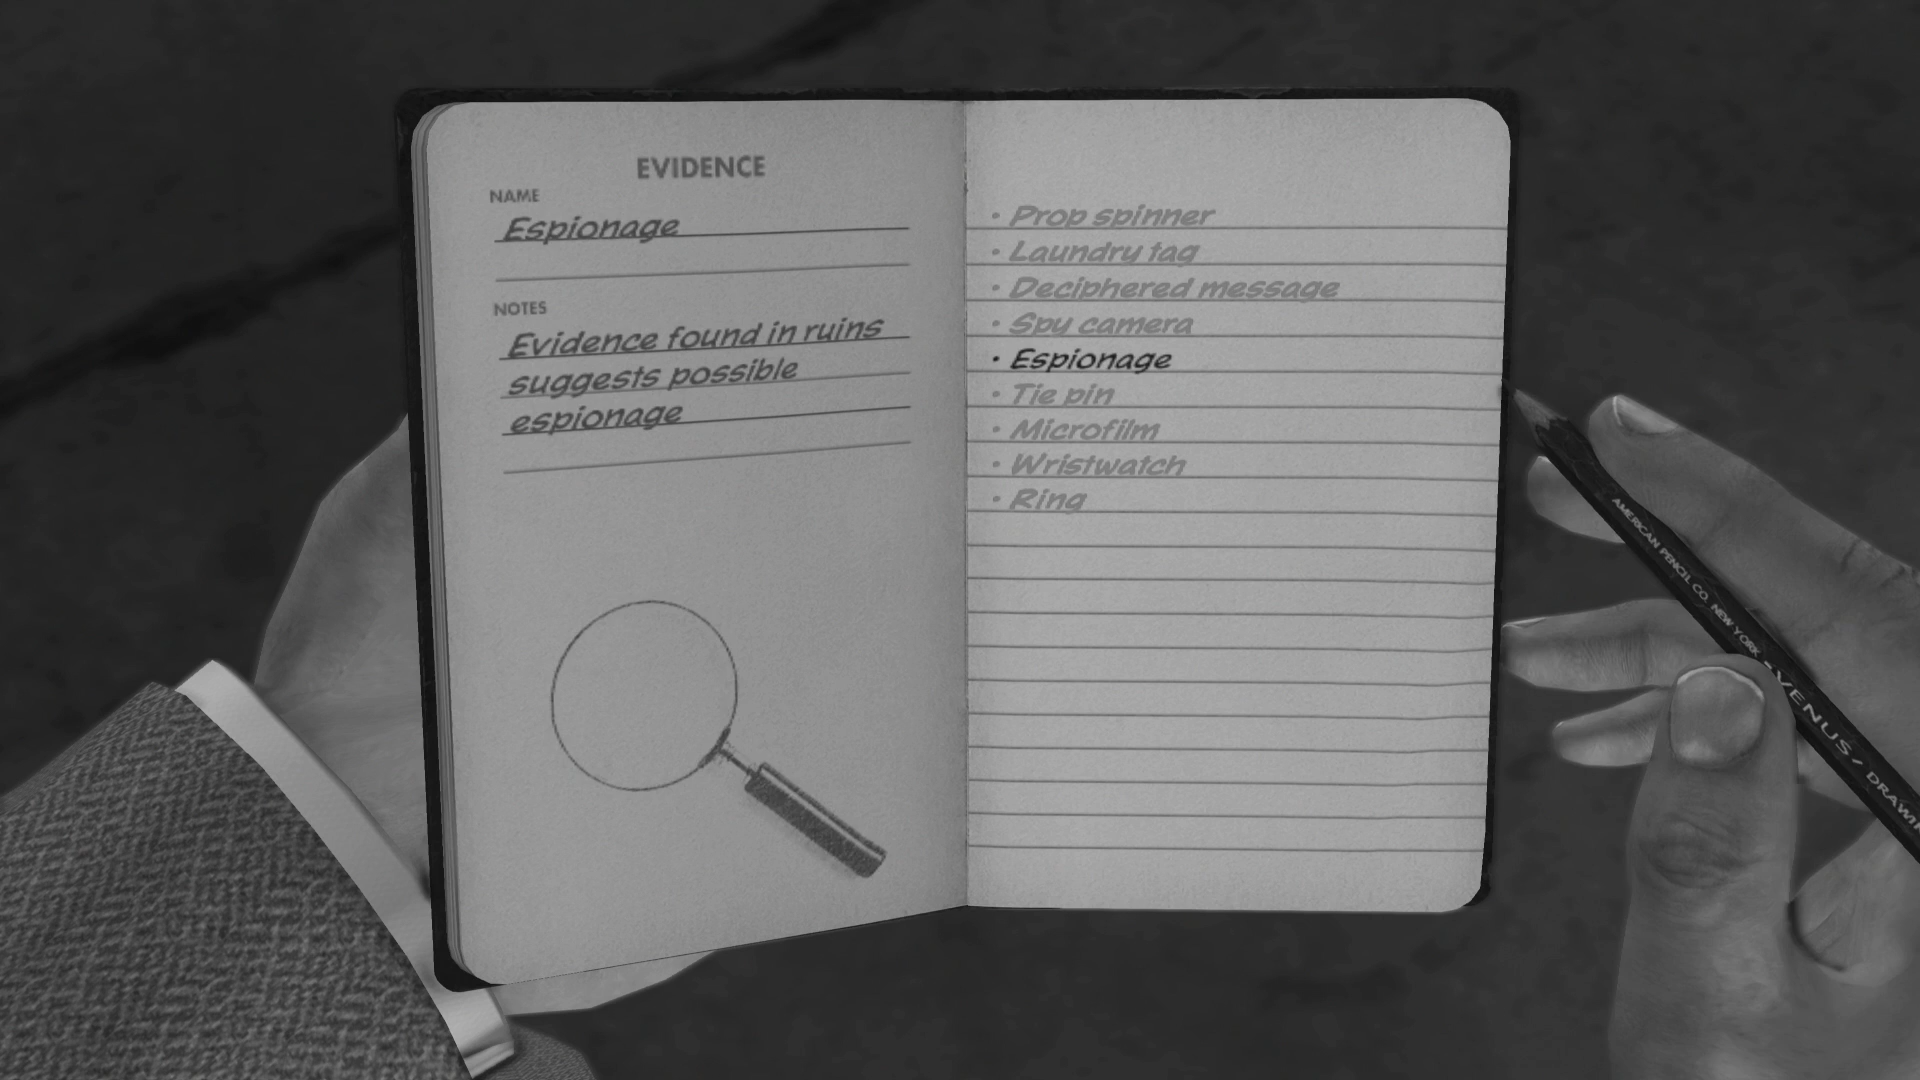 EVIDENCE
NAME
Espionage
NOTES
Evidence found in ruins
suggests possible
espionage
• Prop spinner
• Laundry tag
• Deciphered message
• Spy camera
• Espionage
• Tie pin
• Microfilm
• Wristwatch
• Ring
AMERICAN PENCIL CO. NEW YORK =VENUS/ DRAWI